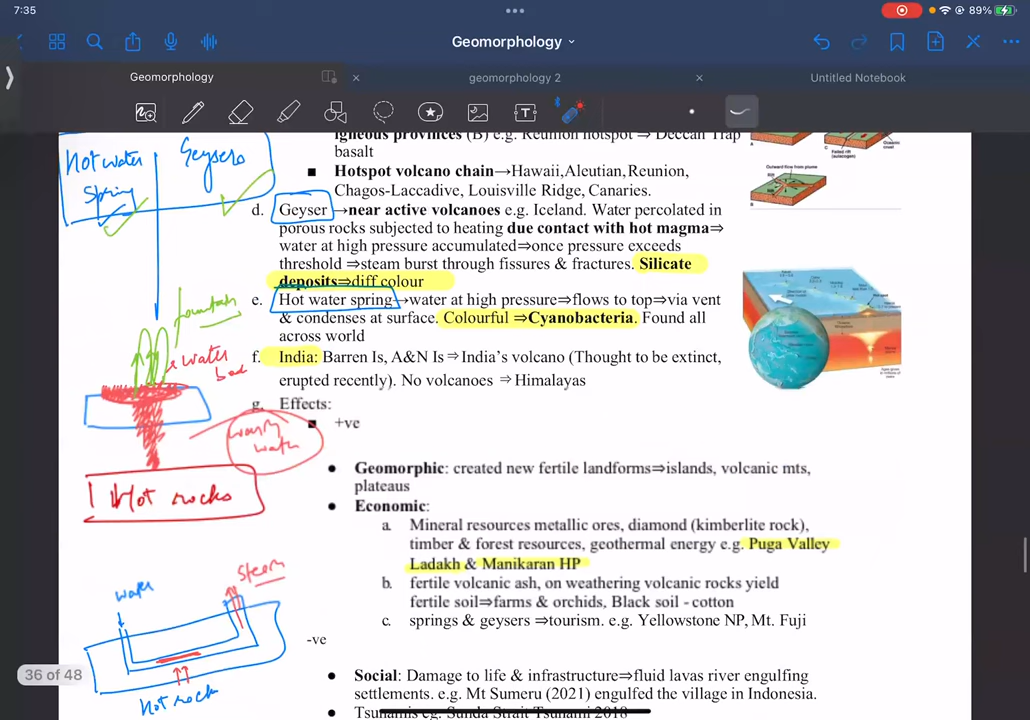 7:35
89%
Geomorphology
Geomorphology
geomorphology 2
Untitled Notebook
igneous provinces (B) e.g. Reunion hotspot ⇒ Deccan Trap
basalt
■ Hotspot volcano chain→Hawaii,Aleutian,Reunion,
Chagos-Laccadive, Louisville Ridge, Canaries.
d. Geyser →near active volcanoes e.g. Iceland. Water percolated in
porous rocks subjected to heating due contact with hot magma⇒
water at high pressure accumulated⇒once pressure exceeds
threshold ⇒steam burst through fissures & fractures. Silicate
deposits⇒diff colour
e. Hot water spring→water at high pressure⇒flows to top⇒via vent
& condenses at surface. Colourful ⇒Cyanobacteria. Found all
across world
f. India: Barren Is, A&N Is⇒India's volcano (Thought to be extinct,
erupted recently). No volcanoes ⇒ Himalayas
g. Effects:
■ +ve
● Geomorphic: created new fertile landforms⇒islands, volcanic mts,
plateaus
● Economic:
a. Mineral resources metallic ores, diamond (kimberlite rock),
timber & forest resources, geothermal energy e.g. Puga Valley
Ladakh & Manikaran HP
b. fertile volcanic ash, on weathering volcanic rocks yield
fertile soil⇒farms & orchids, Black soil - cotton
c. springs & geysers ⇒tourism. e.g. Yellowstone NP, Mt. Fuji
-ve
● Social: Damage to life & infrastructure⇒fluid lavas river engulfing
settlements. e.g. Mt Sumeru (2021) engulfed the village in Indonesia.
● Tsunamis eg. Sunda Strait Tsunami 2018
Hot water
Spring
Geysers
fountain
water
warm
water
Hot rocks
water
steam
Hot rock
36 of 48